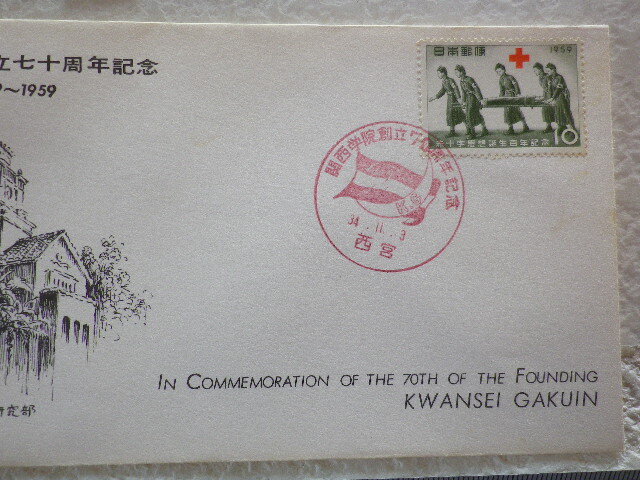 立七十周年記念
9~1959
日本郵便 1959
赤十字思想誕生百年記念 10
関西学院創立70周年記念
34.11.3
西宮
究部
IN COMMEMORATION OF THE 70TH OF THE FOUNDING
KWANSEI GAKUIN